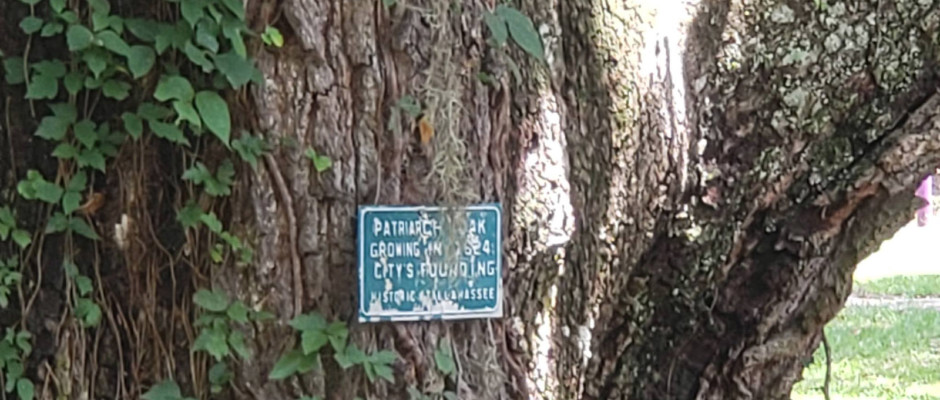 PATRIARCH OAK
GROWING IN 1824:
CITY'S FOUNDING
HISTORIC TALLAHASSEE